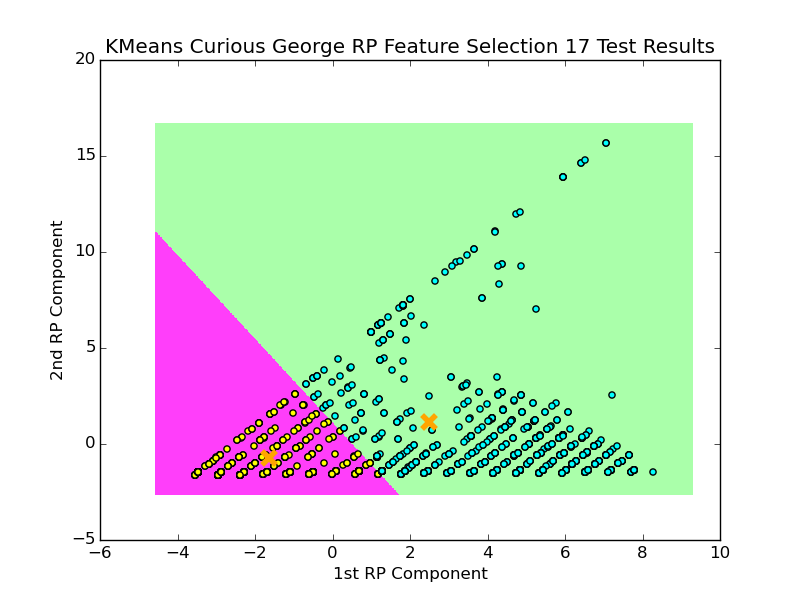 KMeans Curious George RP Feature Selection 17 Test Results
20
15
10
5
0
−5
2nd RP Component
−6 −4 −2 0 2 4 6 8 10
1st RP Component